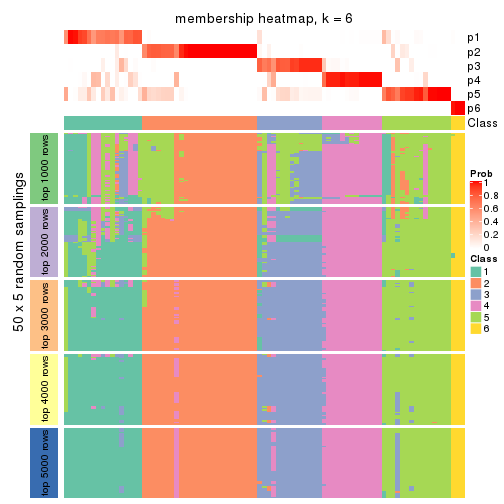 membership heatmap, k = 6
p1
p2
p3
p4
p5
p6
Class
50 x 5 random samplings
top 1000 rows
top 2000 rows
top 3000 rows
top 4000 rows
top 5000 rows
Prob
1
0.8
0.6
0.4
0.2
0
Class
1
2
3
4
5
6